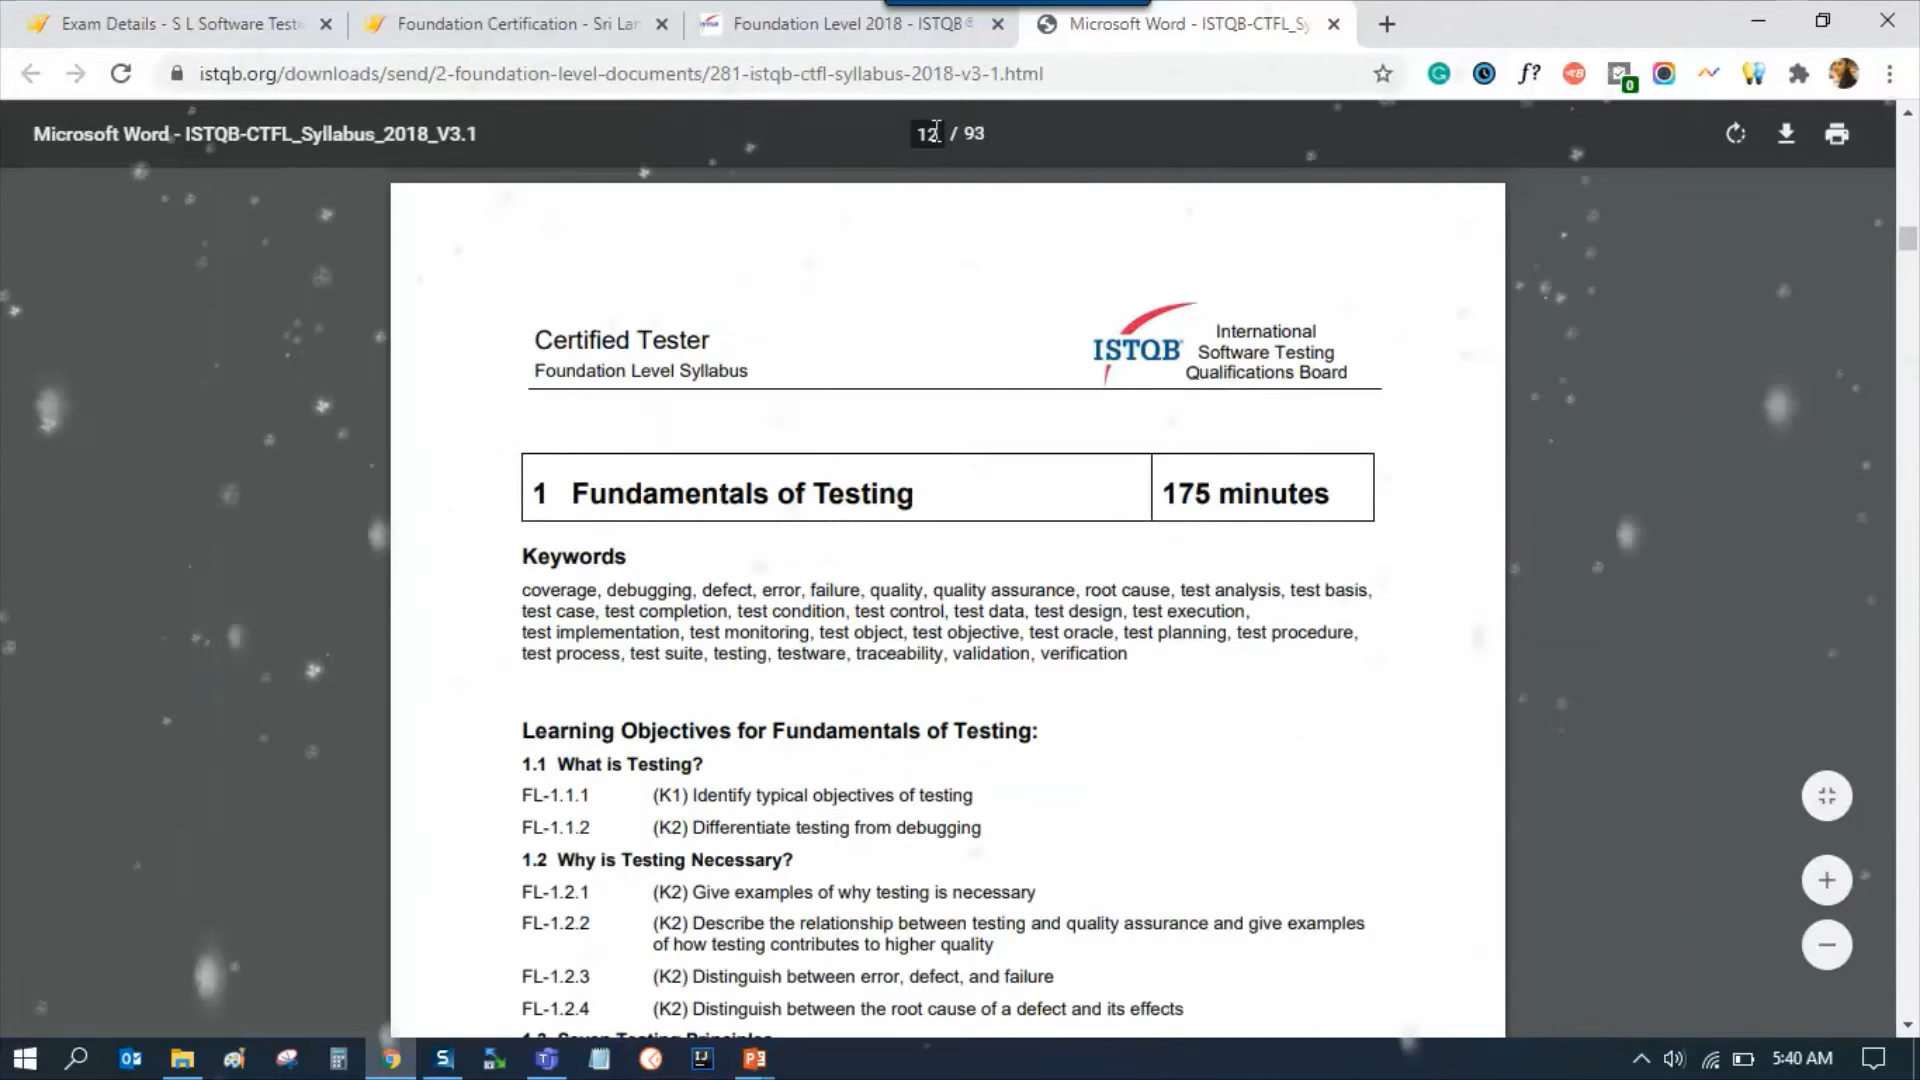 Exam Details - S L Software Teste
Foundation Certification - Sri Lan
Foundation Level 2018 - ISTQB®
Microsoft Word - ISTQB-CTFL_Sy
istqb.org/downloads/send/2-foundation-level-documents/281-istqb-ctfl-syllabus-2018-v3-1.html
f?
0
Microsoft Word - ISTQB-CTFL_Syllabus_2018_V3.1
12 / 93
Certified Tester
Foundation Level Syllabus
ISTQB®
International
Software Testing
Qualifications Board
1 Fundamentals of Testing
175 minutes
Keywords
coverage, debugging, defect, error, failure, quality, quality assurance, root cause, test analysis, test basis,
test case, test completion, test condition, test control, test data, test design, test execution,
test implementation, test monitoring, test object, test objective, test oracle, test planning, test procedure,
test process, test suite, testing, testware, traceability, validation, verification
Learning Objectives for Fundamentals of Testing:
1.1 What is Testing?
FL-1.1.1 (K1) Identify typical objectives of testing
FL-1.1.2 (K2) Differentiate testing from debugging
1.2 Why is Testing Necessary?
FL-1.2.1 (K2) Give examples of why testing is necessary
FL-1.2.2 (K2) Describe the relationship between testing and quality assurance and give examples
of how testing contributes to higher quality
FL-1.2.3 (K2) Distinguish between error, defect, and failure
FL-1.2.4 (K2) Distinguish between the root cause of a defect and its effects
1.3 Seven Testing Principles
5:40 AM